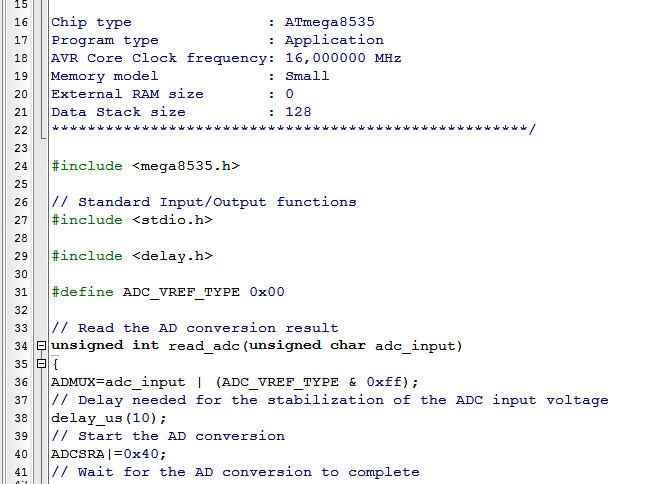 15
16 Chip type : ATmega8535
17 Program type : Application
18 AVR Core Clock frequency: 16,000000 MHz
19 Memory model : Small
20 External RAM size : 0
21 Data Stack size : 128
22 *****************************************************/
23
24 #include <mega8535.h>
25
26 // Standard Input/Output functions
27 #include <stdio.h>
28
29 #include <delay.h>
30
31 #define ADC_VREF_TYPE 0x00
32
33 // Read the AD conversion result
34 unsigned int read_adc(unsigned char adc_input)
35 {
36 ADMUX=adc_input | (ADC_VREF_TYPE & 0xff);
37 // Delay needed for the stabilization of the ADC input voltage
38 delay_us(10);
39 // Start the AD conversion
40 ADCSRA|=0x40;
41 // Wait for the AD conversion to complete